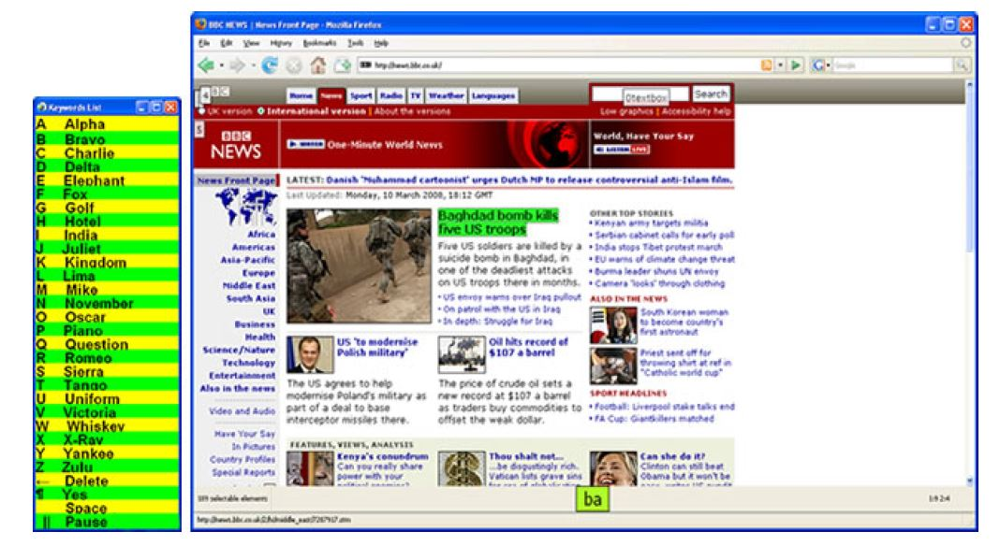 Keywords List
A Alpha
B Bravo
C Charlie
D Delta
E Elephant
F Fox
G Golf
H Hotel
I India
J Juliet
K Kingdom
L Lima
M Mike
N November
O Oscar
P Piano
Q Question
R Romeo
S Sierra
T Tango
U Uniform
V Victoria
W Whiskey
X X-Ray
Y Yankee
Z Zulu
← Delete
¶ Yes
Space
|| Pause
BBC NEWS | News Front Page - Mozilla Firefox
File Edit View History Bookmarks Tools Help
http://news.bbc.co.uk/
Google
4 BBC
Home News Sport Radio TV Weather Languages
0textbox Search
UK version International version | About the versions
Low graphics | Accessibility help
5
BBC
NEWS
One-Minute World News
World, Have Your Say
LISTEN LIVE
News Front Page
Africa
Americas
Asia-Pacific
Europe
Middle East
South Asia
UK
Business
Health
Science/Nature
Technology
Entertainment
Also in the news
Video and Audio
Have Your Say
In Pictures
Country Profiles
Special Reports
LATEST: Danish 'Muhammad cartoonist' urges Dutch MP to release controversial anti-Islam film.
Last Updated: Monday, 10 March 2008, 18:12 GMT
Baghdad bomb kills
five US troops
Five US soldiers are killed by a
suicide bomb in Baghdad, in
one of the deadliest attacks
on US troops there in months.
• US envoy warns over Iraq pullout
• On patrol with the US in Iraq
• In depth: Struggle for Iraq
US 'to modernise
Polish military'
The US agrees to help
modernise Poland's military as
part of a deal to base
interceptor missiles there.
Oil hits record of
$107 a barrel
The price of crude oil sets a
new record at $107 a barrel
as traders buy commodities to
offset the weak dollar.
OTHER TOP STORIES
• Kenyan army targets militia
• Serbian cabinet calls for early poll
• India stops Tibet protest march
• EU warns of climate change threat
• Burma leader shuns UN envoy
• Camera 'looks' through clothing
ALSO IN THE NEWS
South Korean woman
to become country's
first astronaut
Priest sent off for
throwing shirt at ref in
"Catholic world cup"
SPORT HEADLINES
• Football: Liverpool stake talks end
• FA Cup: Giantkillers matched
FEATURES, VIEWS, ANALYSIS
Kenya's conundrum
Can you really share
power with your
political enemies?
Thou shalt not...
...be disgustingly rich.
Vatican lists grave sins
Can she do it?
Clinton can still beat
Obama but it won't be
ba
selectable elements
1:9 2:4